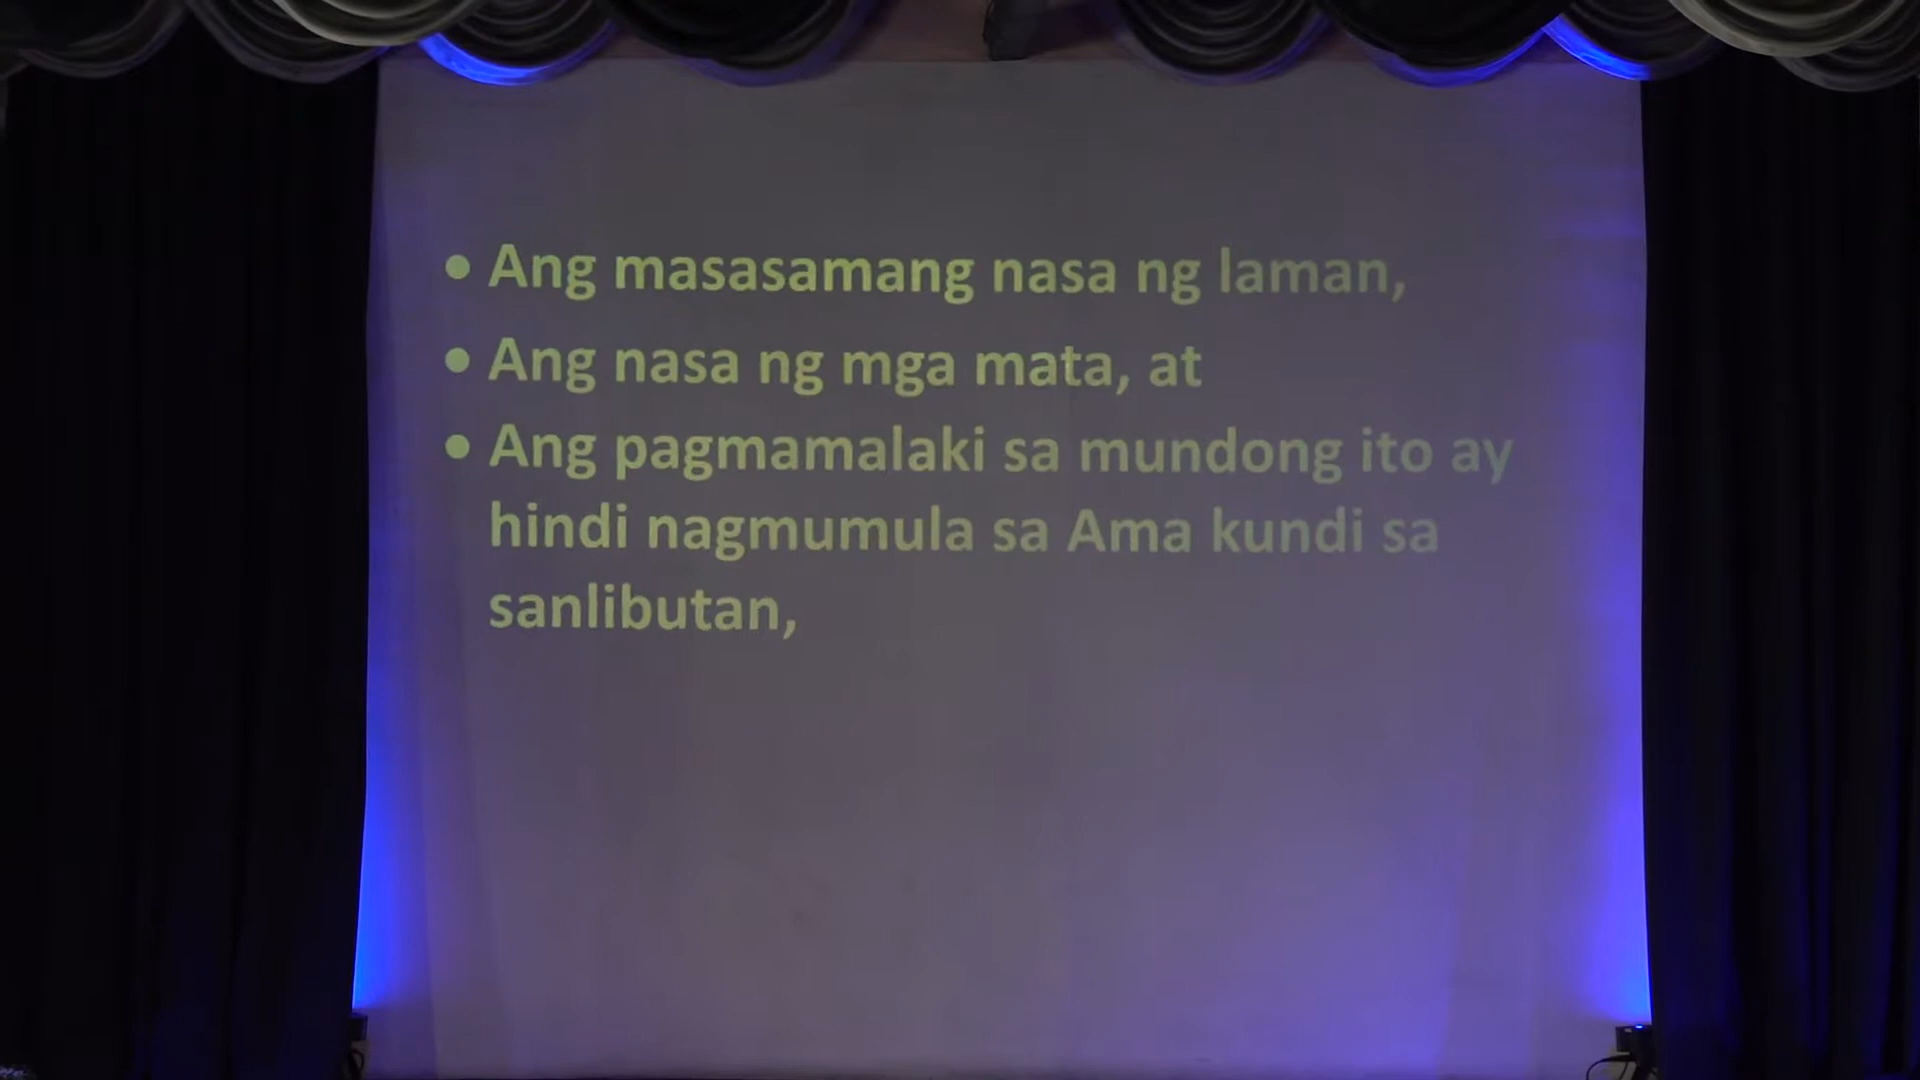 • Ang masasamang nasa ng laman,
• Ang nasa ng mga mata, at
• Ang pagmamalaki sa mundong ito ay
hindi nagmumula sa Ama kundi sa
sanlibutan,